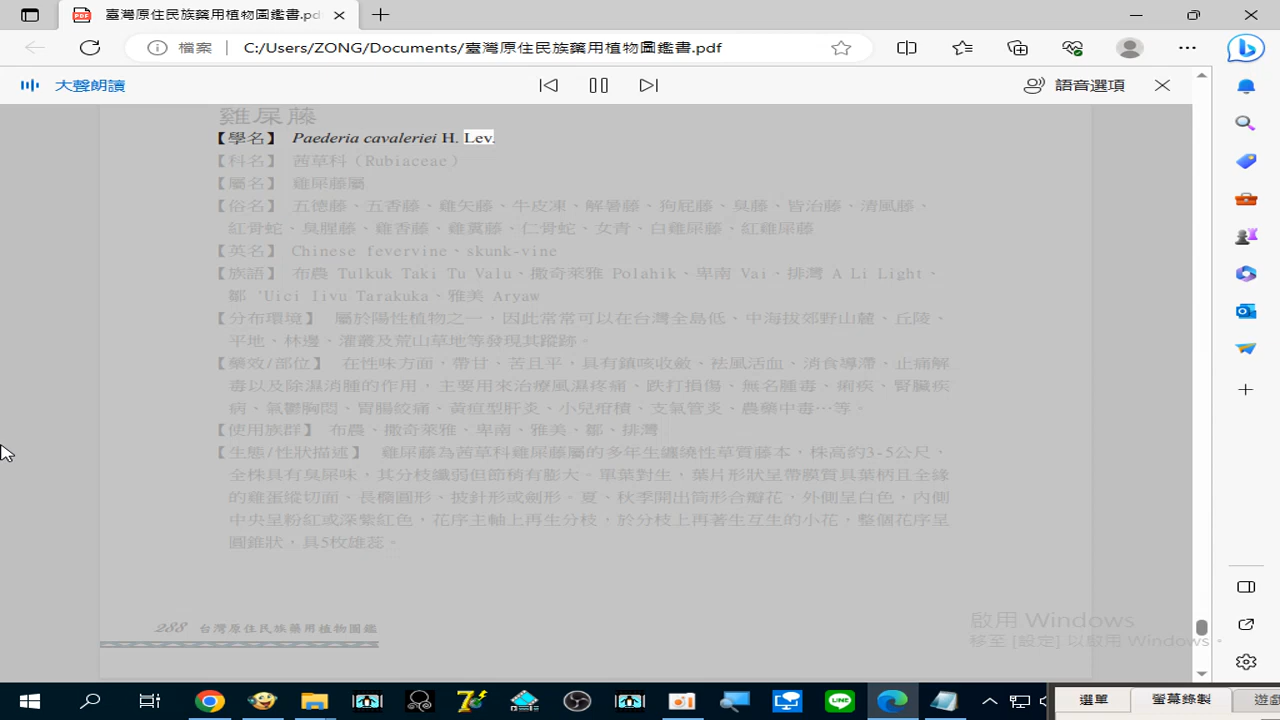 臺灣原住民族藥用植物圖鑑書.pdf
檔案
C:/Users/ZONG/Documents/臺灣原住民族藥用植物圖鑑書.pdf
大聲朗讀
語音選項
雞屎藤
【學名】 Paederia cavaleriei H. Lev.
【科名】 茜草科（Rubiaceae）
【屬名】 雞屎藤屬
【俗名】 五德藤、五香藤、雞矢藤、牛皮凍、解暑藤、狗屁藤、臭藤、皆治藤、清風藤、
紅骨蛇、臭腥藤、雞香藤、雞糞藤、仁骨蛇、女青、白雞屎藤、紅雞屎藤
【英名】 Chinese fevervine、skunk-vine
【族語】 布農 Tulkuk Taki Tu Valu、撒奇萊雅 Polahik、卑南 Vai、排灣 A Li Light、
鄒 'Uici Iivu Tarakuka、雅美 Aryaw
【分布環境】 屬於陽性植物之一，因此常常可以在台灣全島低、中海拔郊野山麓、丘陵、
平地、林邊、灌叢及荒山草地等發現其蹤跡。
【藥效/部位】 在性味方面，帶甘、苦且平，具有鎮咳收斂、祛風活血、消食導滯、止痛解
毒以及除濕消腫的作用，主要用來治療風濕疼痛、跌打損傷、無名腫毒、痢疾、腎臟疾
病、氣鬱胸悶、胃腸絞痛、黃疸型肝炎、小兒疳積、支氣管炎、農藥中毒…等。
【使用族群】 布農、撒奇萊雅、卑南、雅美、鄒、排灣
【生態/性狀描述】 雞屎藤為茜草科雞屎藤屬的多年生纏繞性草質藤本，株高約3-5公尺，
全株具有臭屎味，其分枝纖弱但節稍有膨大。單葉對生，葉片形狀呈帶膜質具葉柄且全緣
的雞蛋縱切面、長橢圓形、披針形或劍形。夏、秋季開出筒形合瓣花，外側呈白色，內側
中央呈粉紅或深紫紅色，花序主軸上再生分枝，於分枝上再著生互生的小花，整個花序呈
圓錐狀，具5枚雄蕊。
288 台灣原住民族藥用植物圖鑑
啟用 Windows
移至 [設定] 以啟用 Windows。
選單
螢幕錄製